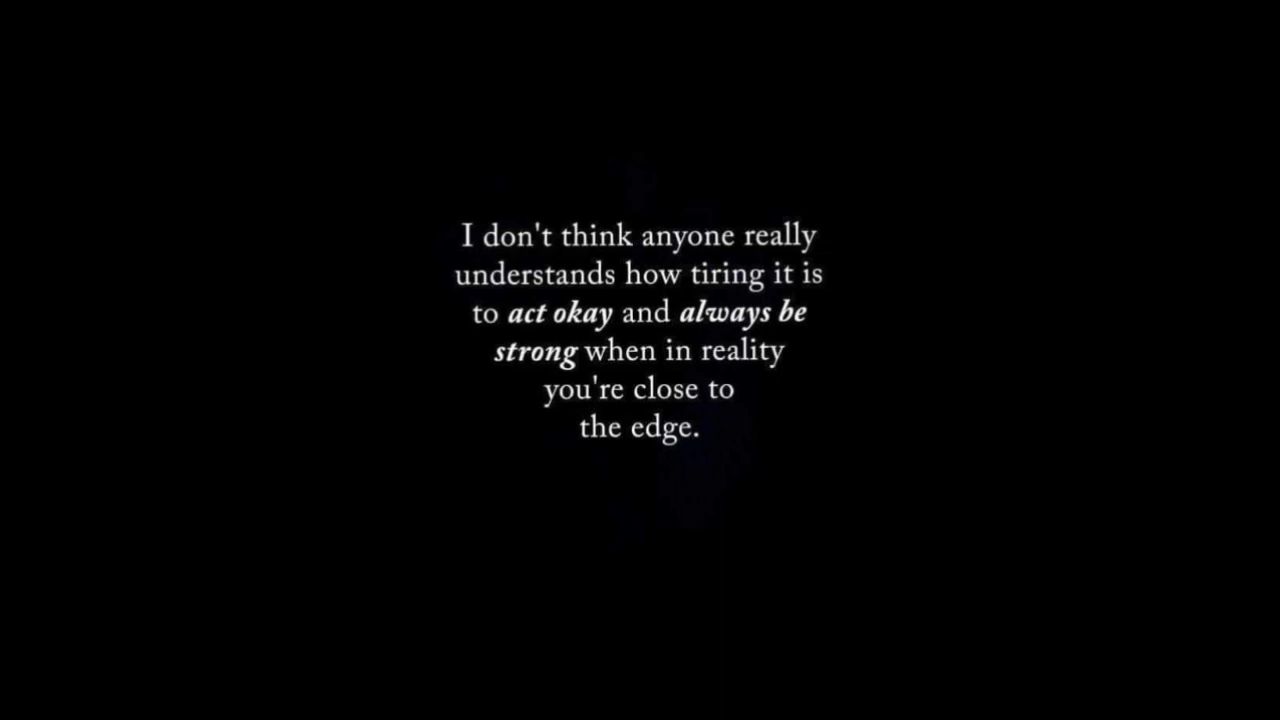 I don't think anyone really
understands how tiring it is
to act okay and always be
strong when in reality
you're close to
the edge.